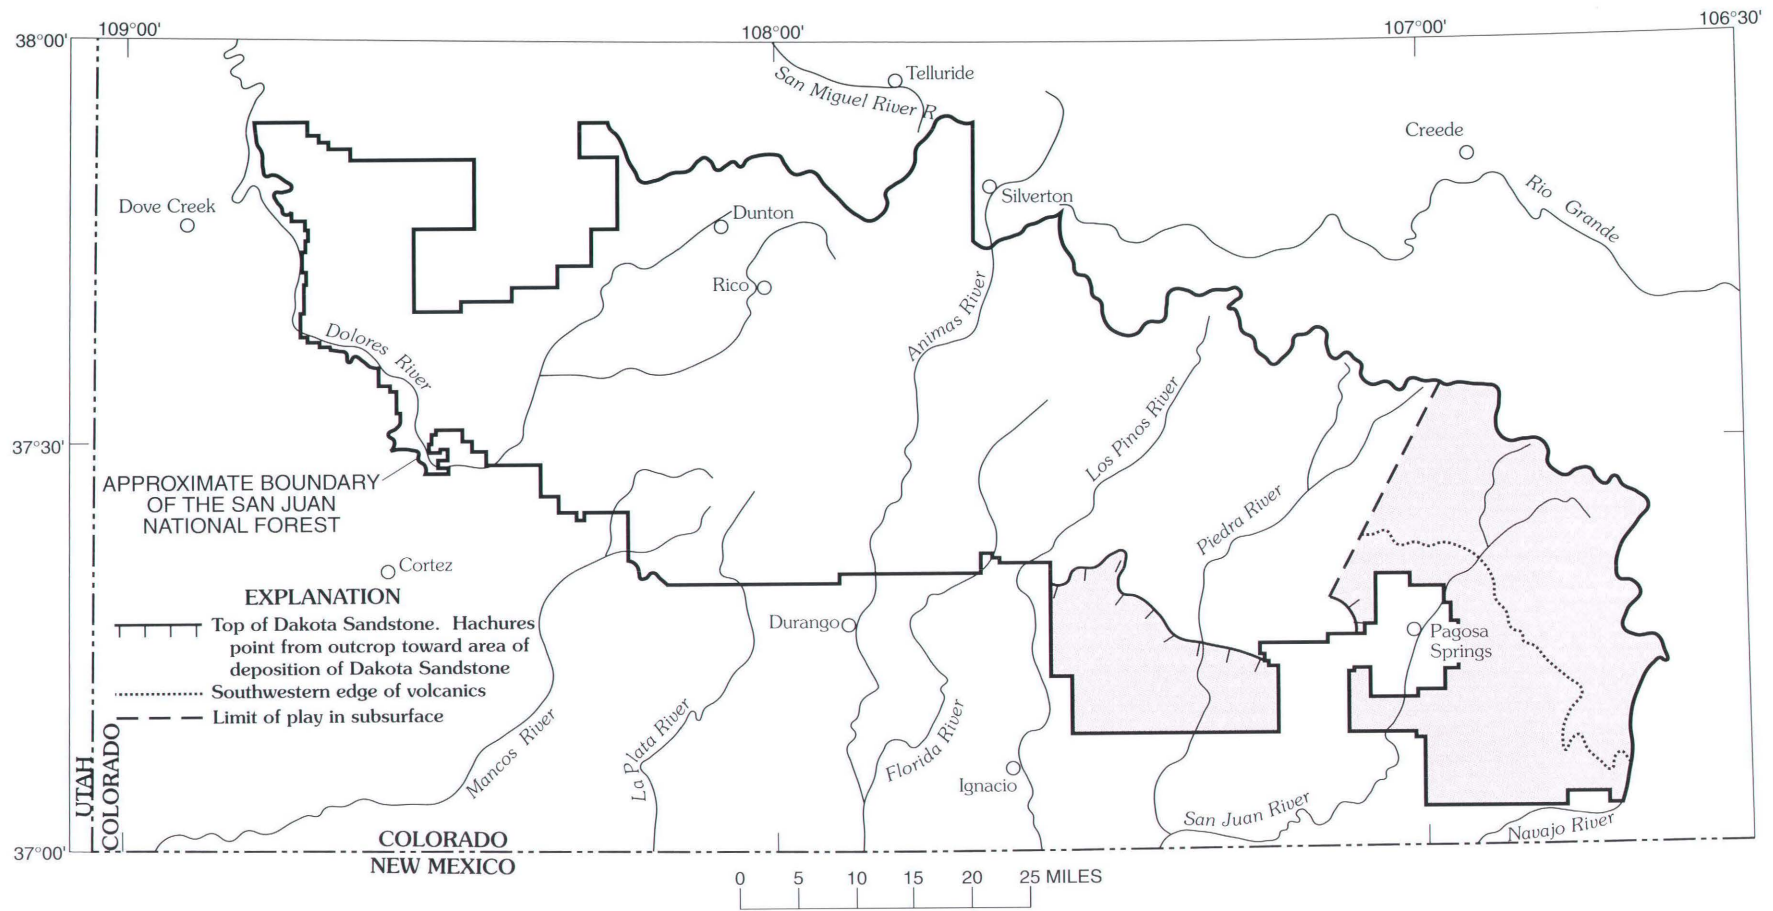 109°00'
108°00'
107°00'
106°30'
38°00'
Telluride
San Miguel River R
Creede
Silverton
Rio Grande
Dove Creek
Dunton
Rico
Animas River
Dolores River
Los Pinos River
37°30'
APPROXIMATE BOUNDARY
OF THE SAN JUAN
NATIONAL FOREST
Piedra River
Cortez
EXPLANATION
Top of Dakota Sandstone. Hachures
point from outcrop toward area of
deposition of Dakota Sandstone
Southwestern edge of volcanics
Limit of play in subsurface
Durango
Pagosa
Springs
Mancos River
La Plata River
Florida River
Ignacio
San Juan River
Navajo River
UTAH
COLORADO
37°00'
COLORADO
NEW MEXICO
0 5 10 15 20 25 MILES